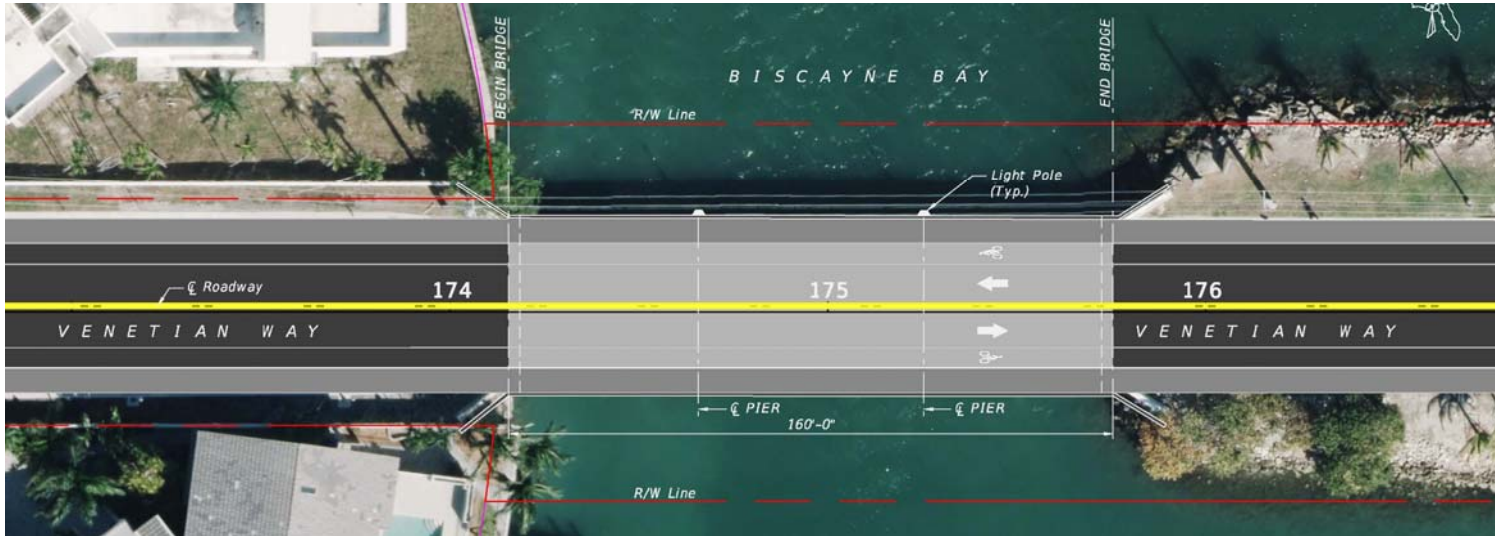 BEGIN BRIDGE
END BRIDGE
BISCAYNE BAY
R/W Line
Light Pole
(Typ.)
℄ Roadway
174
175
176
VENETIAN WAY
VENETIAN WAY
℄ PIER
℄ PIER
160'-0"
R/W Line